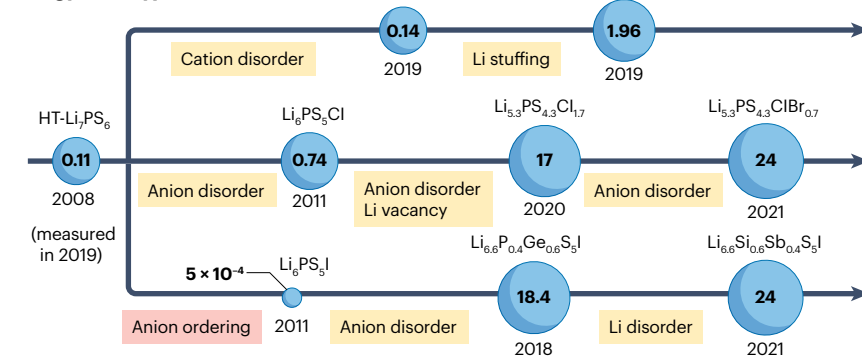 0.14
1.96
Cation disorder
Li stuffing
2019
2019
HT-Li₇PS₆
Li₆PS₅Cl
Li₅.₃PS₄.₃Cl₁.₇
Li₅.₃PS₄.₃ClBr₀.₇
0.11
0.74
17
24
2008
Anion disorder
2011
Anion disorder
Li vacancy
2020
Anion disorder
2021
(measured
in 2019)
5 × 10⁻⁴
Li₆PS₅I
Li₆.₆P₀.₄Ge₀.₆S₅I
Li₆.₆Si₀.₆Sb₀.₄S₅I
18.4
24
Anion ordering
2011
Anion disorder
2018
Li disorder
2021